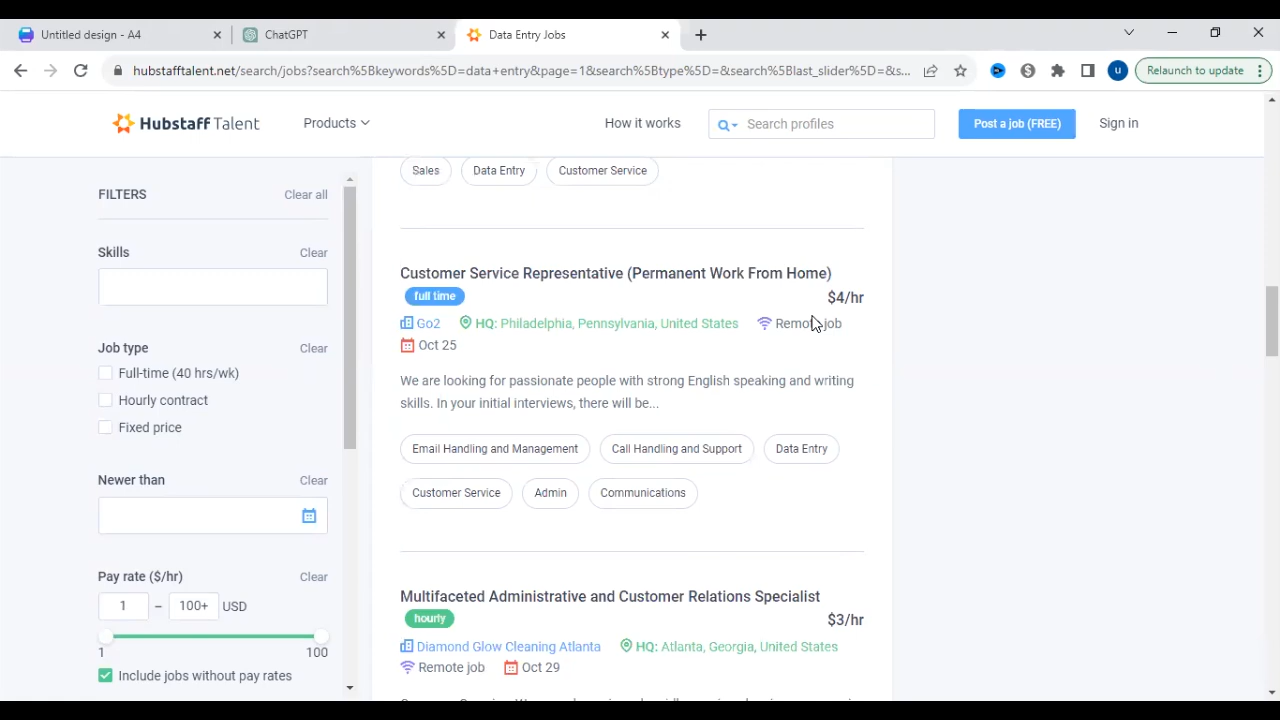 Untitled design - A4
ChatGPT
Data Entry Jobs
hubstafftalent.net/search/jobs?search%5Bkeywords%5D=data+entry&page=1&search%5Btype%5D=&search%5Blast_slider%5D=&s...
u
Relaunch to update
Hubstaff Talent
Products
How it works
Search profiles
Post a job (FREE)
Sign in
FILTERS
Clear all
Skills
Clear
Job type
Clear
Full-time (40 hrs/wk)
Hourly contract
Fixed price
Newer than
Clear
Pay rate ($/hr)
Clear
1 – 100+ USD
1 100
Include jobs without pay rates
Sales Data Entry Customer Service
Customer Service Representative (Permanent Work From Home)
full time
$4/hr
Go2 HQ: Philadelphia, Pennsylvania, United States Remote job
Oct 25
We are looking for passionate people with strong English speaking and writing
skills. In your initial interviews, there will be...
Email Handling and Management Call Handling and Support Data Entry
Customer Service Admin Communications
Multifaceted Administrative and Customer Relations Specialist
hourly
$3/hr
Diamond Glow Cleaning Atlanta HQ: Atlanta, Georgia, United States
Remote job Oct 29